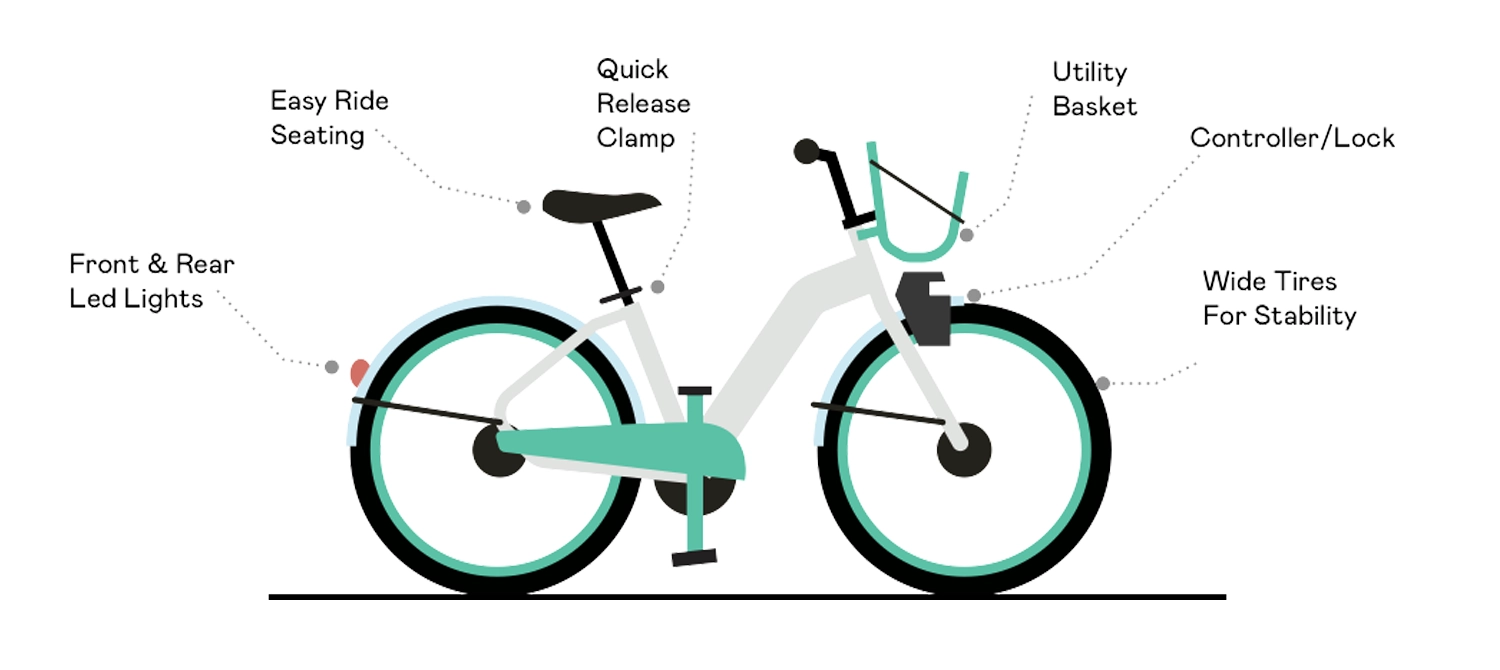 Quick
Release
Clamp
Utility
Basket
Easy Ride
Seating
Controller/Lock
Front & Rear
Led Lights
Wide Tires
For Stability